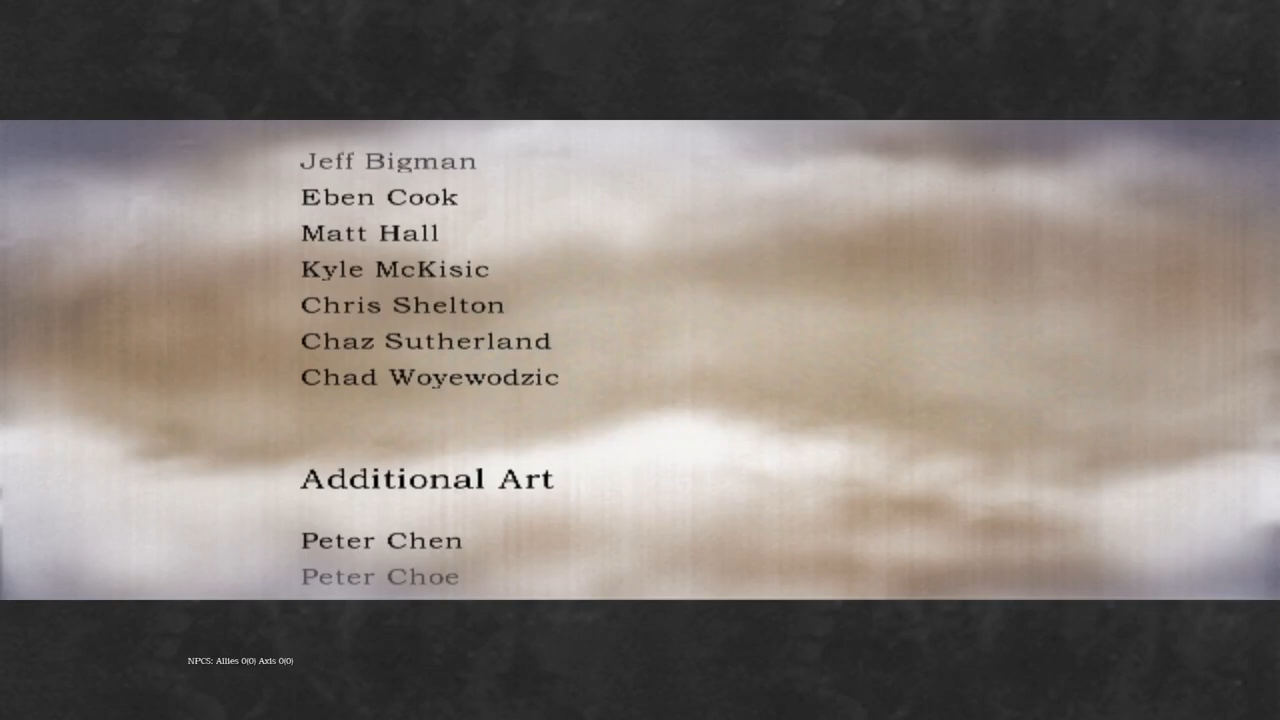 Jeff Bigman
Eben Cook
Matt Hall
Kyle McKisic
Chris Shelton
Chaz Sutherland
Chad Woyewodzic
Additional Art
Peter Chen
Peter Choe
NPCS: Allies 0(0) Axis 0(0)